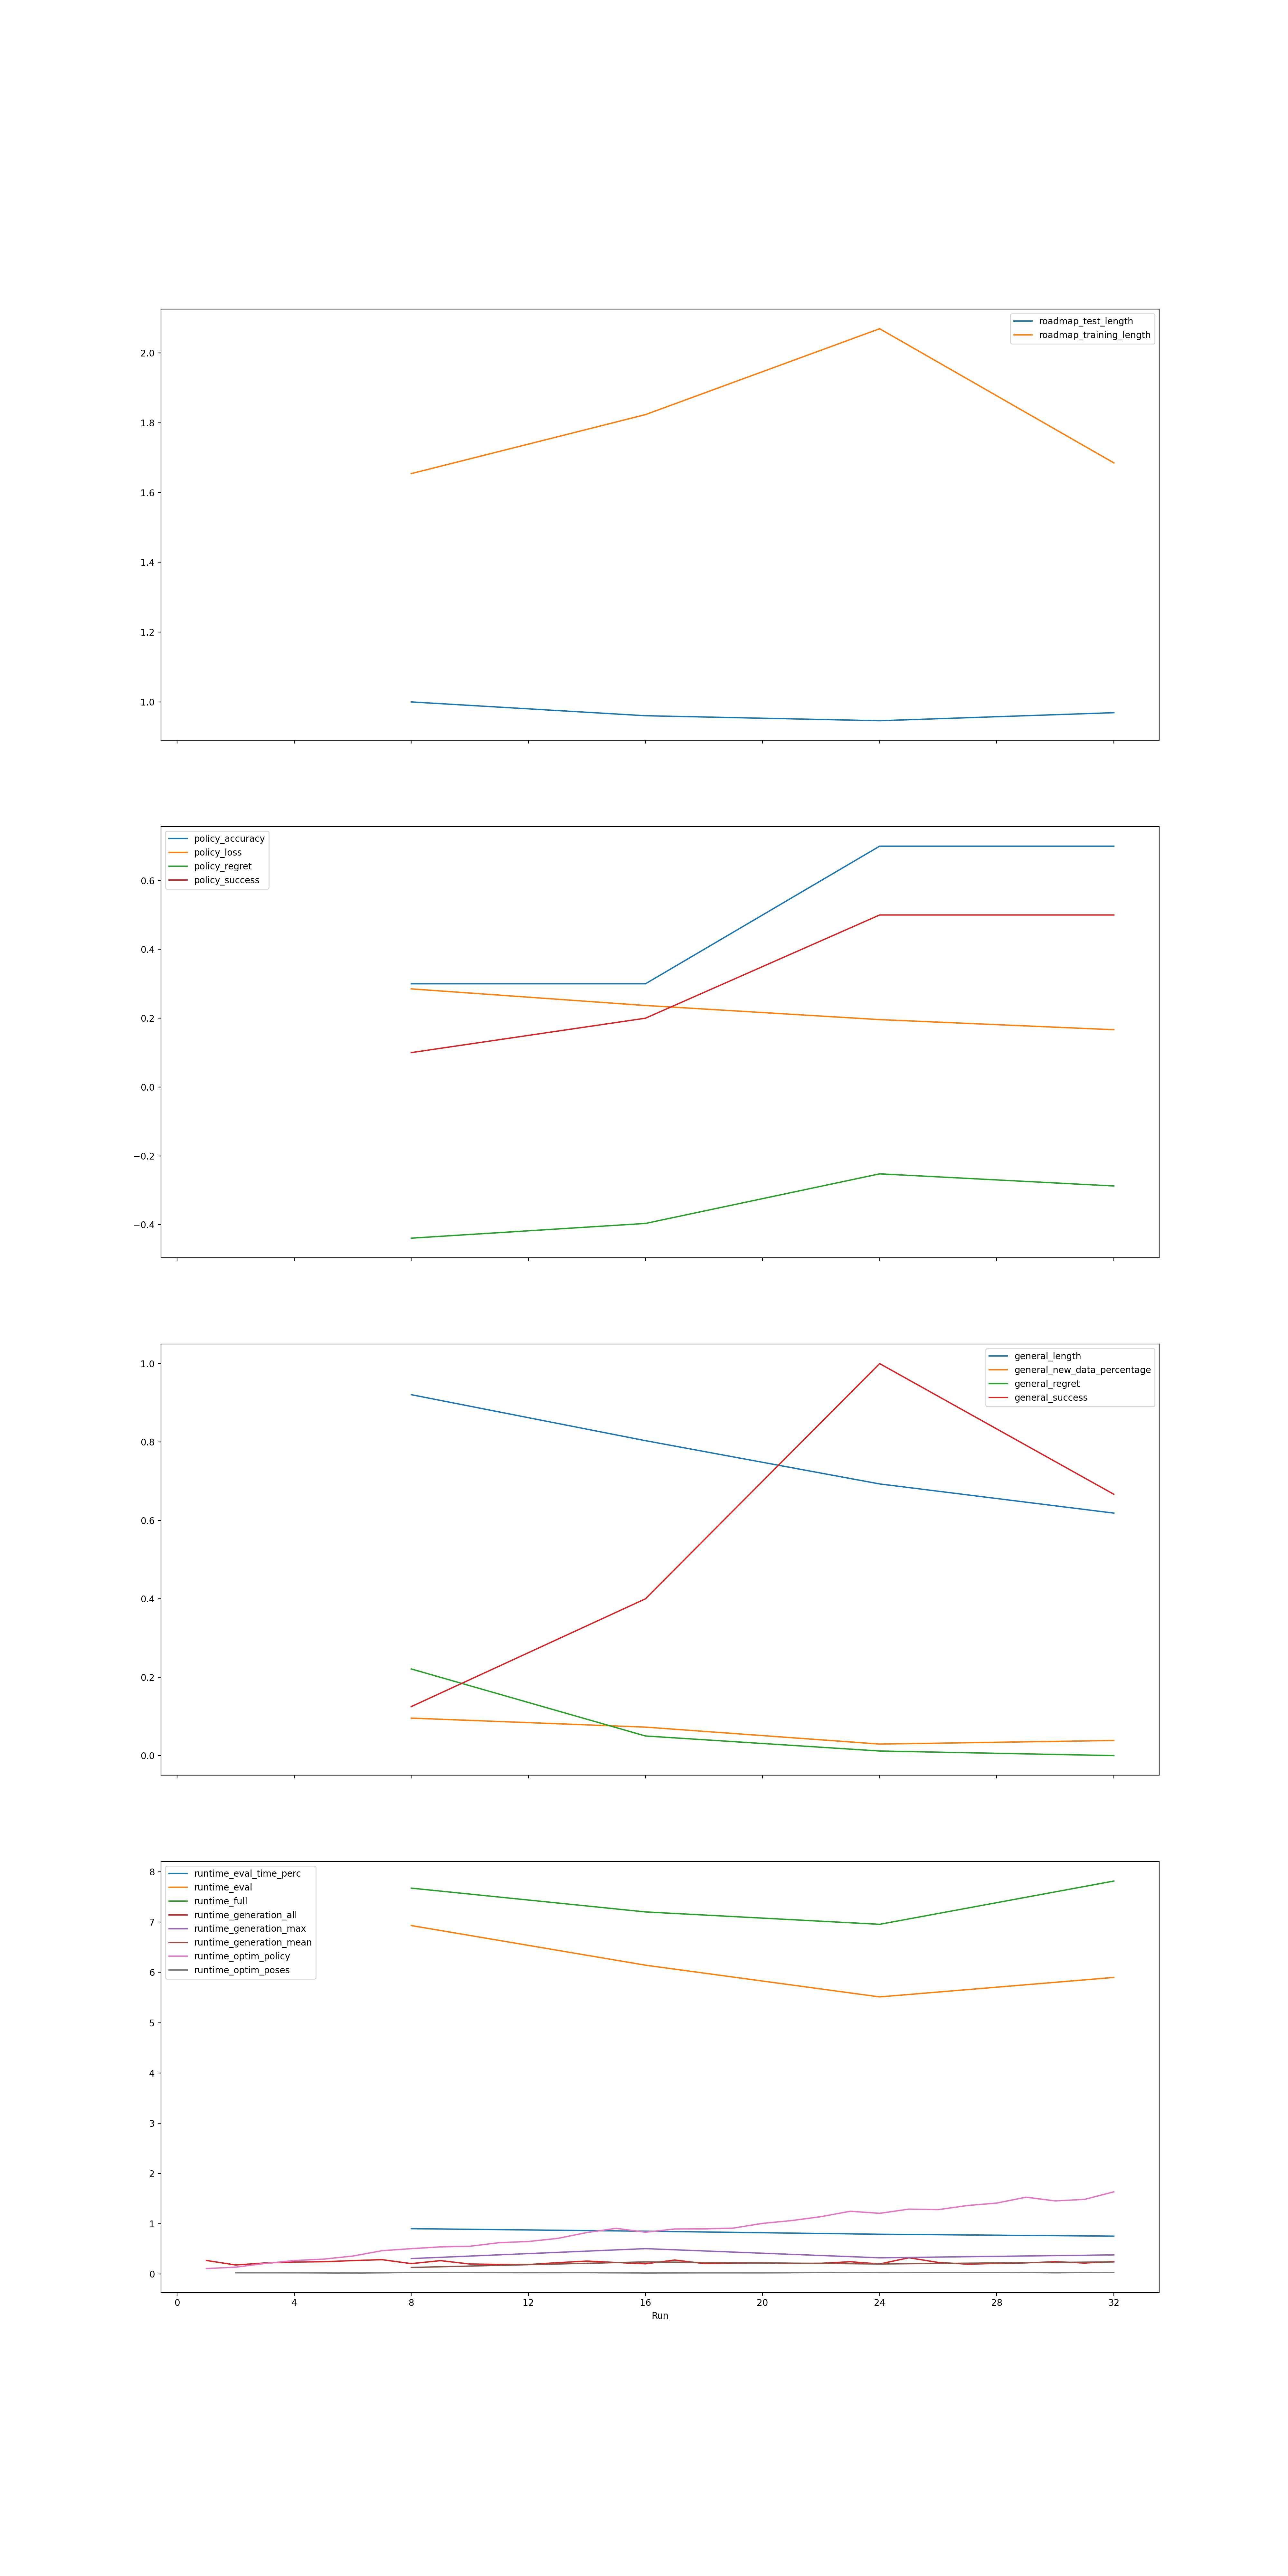 roadmap_test_length
roadmap_training_length
2.0
1.8
1.6
1.4
1.2
1.0
policy_accuracy
policy_loss
policy_regret
policy_success
0.6
0.4
0.2
0.0
−0.2
−0.4
general_length
general_new_data_percentage
general_regret
general_success
1.0
0.8
0.6
0.4
0.2
0.0
runtime_eval_time_perc
runtime_eval
runtime_full
runtime_generation_all
runtime_generation_max
runtime_generation_mean
runtime_optim_policy
runtime_optim_poses
8
7
6
5
4
3
2
1
0
0 4 8 12 16 20 24 28 32
Run